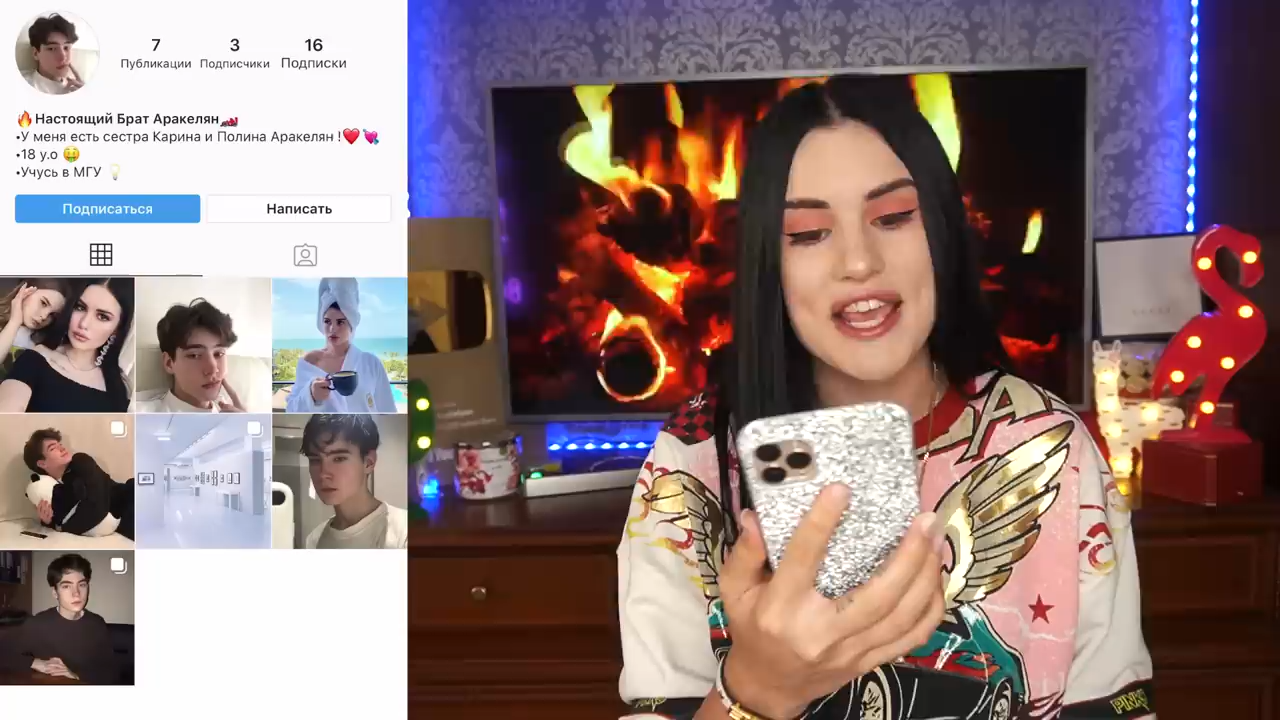 7 3 16
Публикации Подписчики Подписки
🔥Настоящий Брат Аракелян🏎️
•У меня есть сестра Карина и Полина Аракелян !❤️💘
•18 y.o 🤑
•Учусь в МГУ 💡
Подписаться Написать
PINK